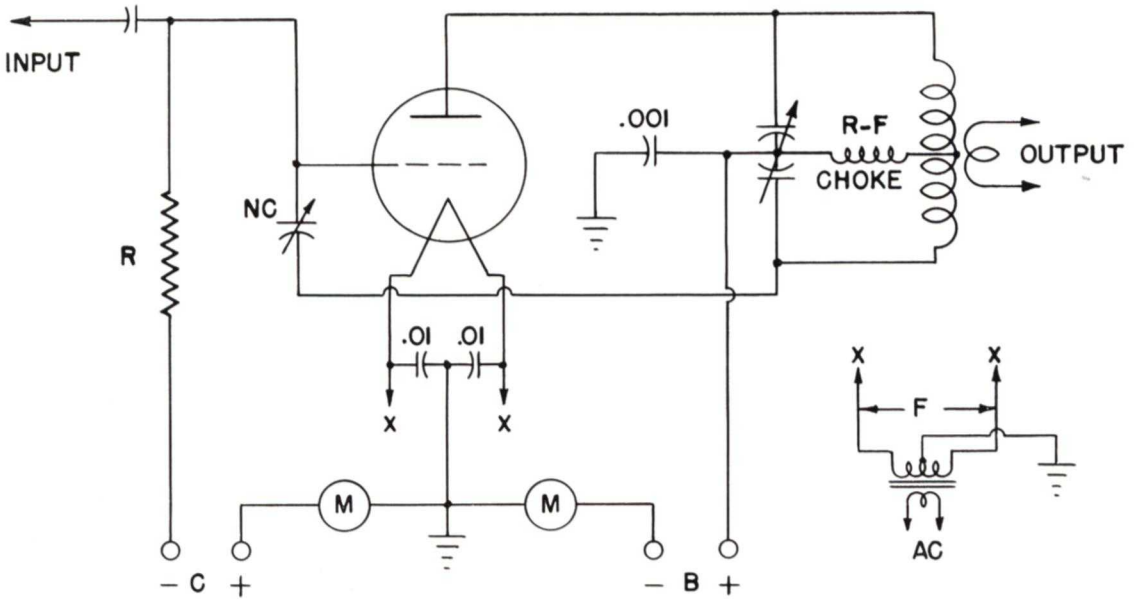 INPUT
.001
R-F
CHOKE
OUTPUT
NC
R
.01 .01
X X
X X
F
M M
AC
- C +
- B +